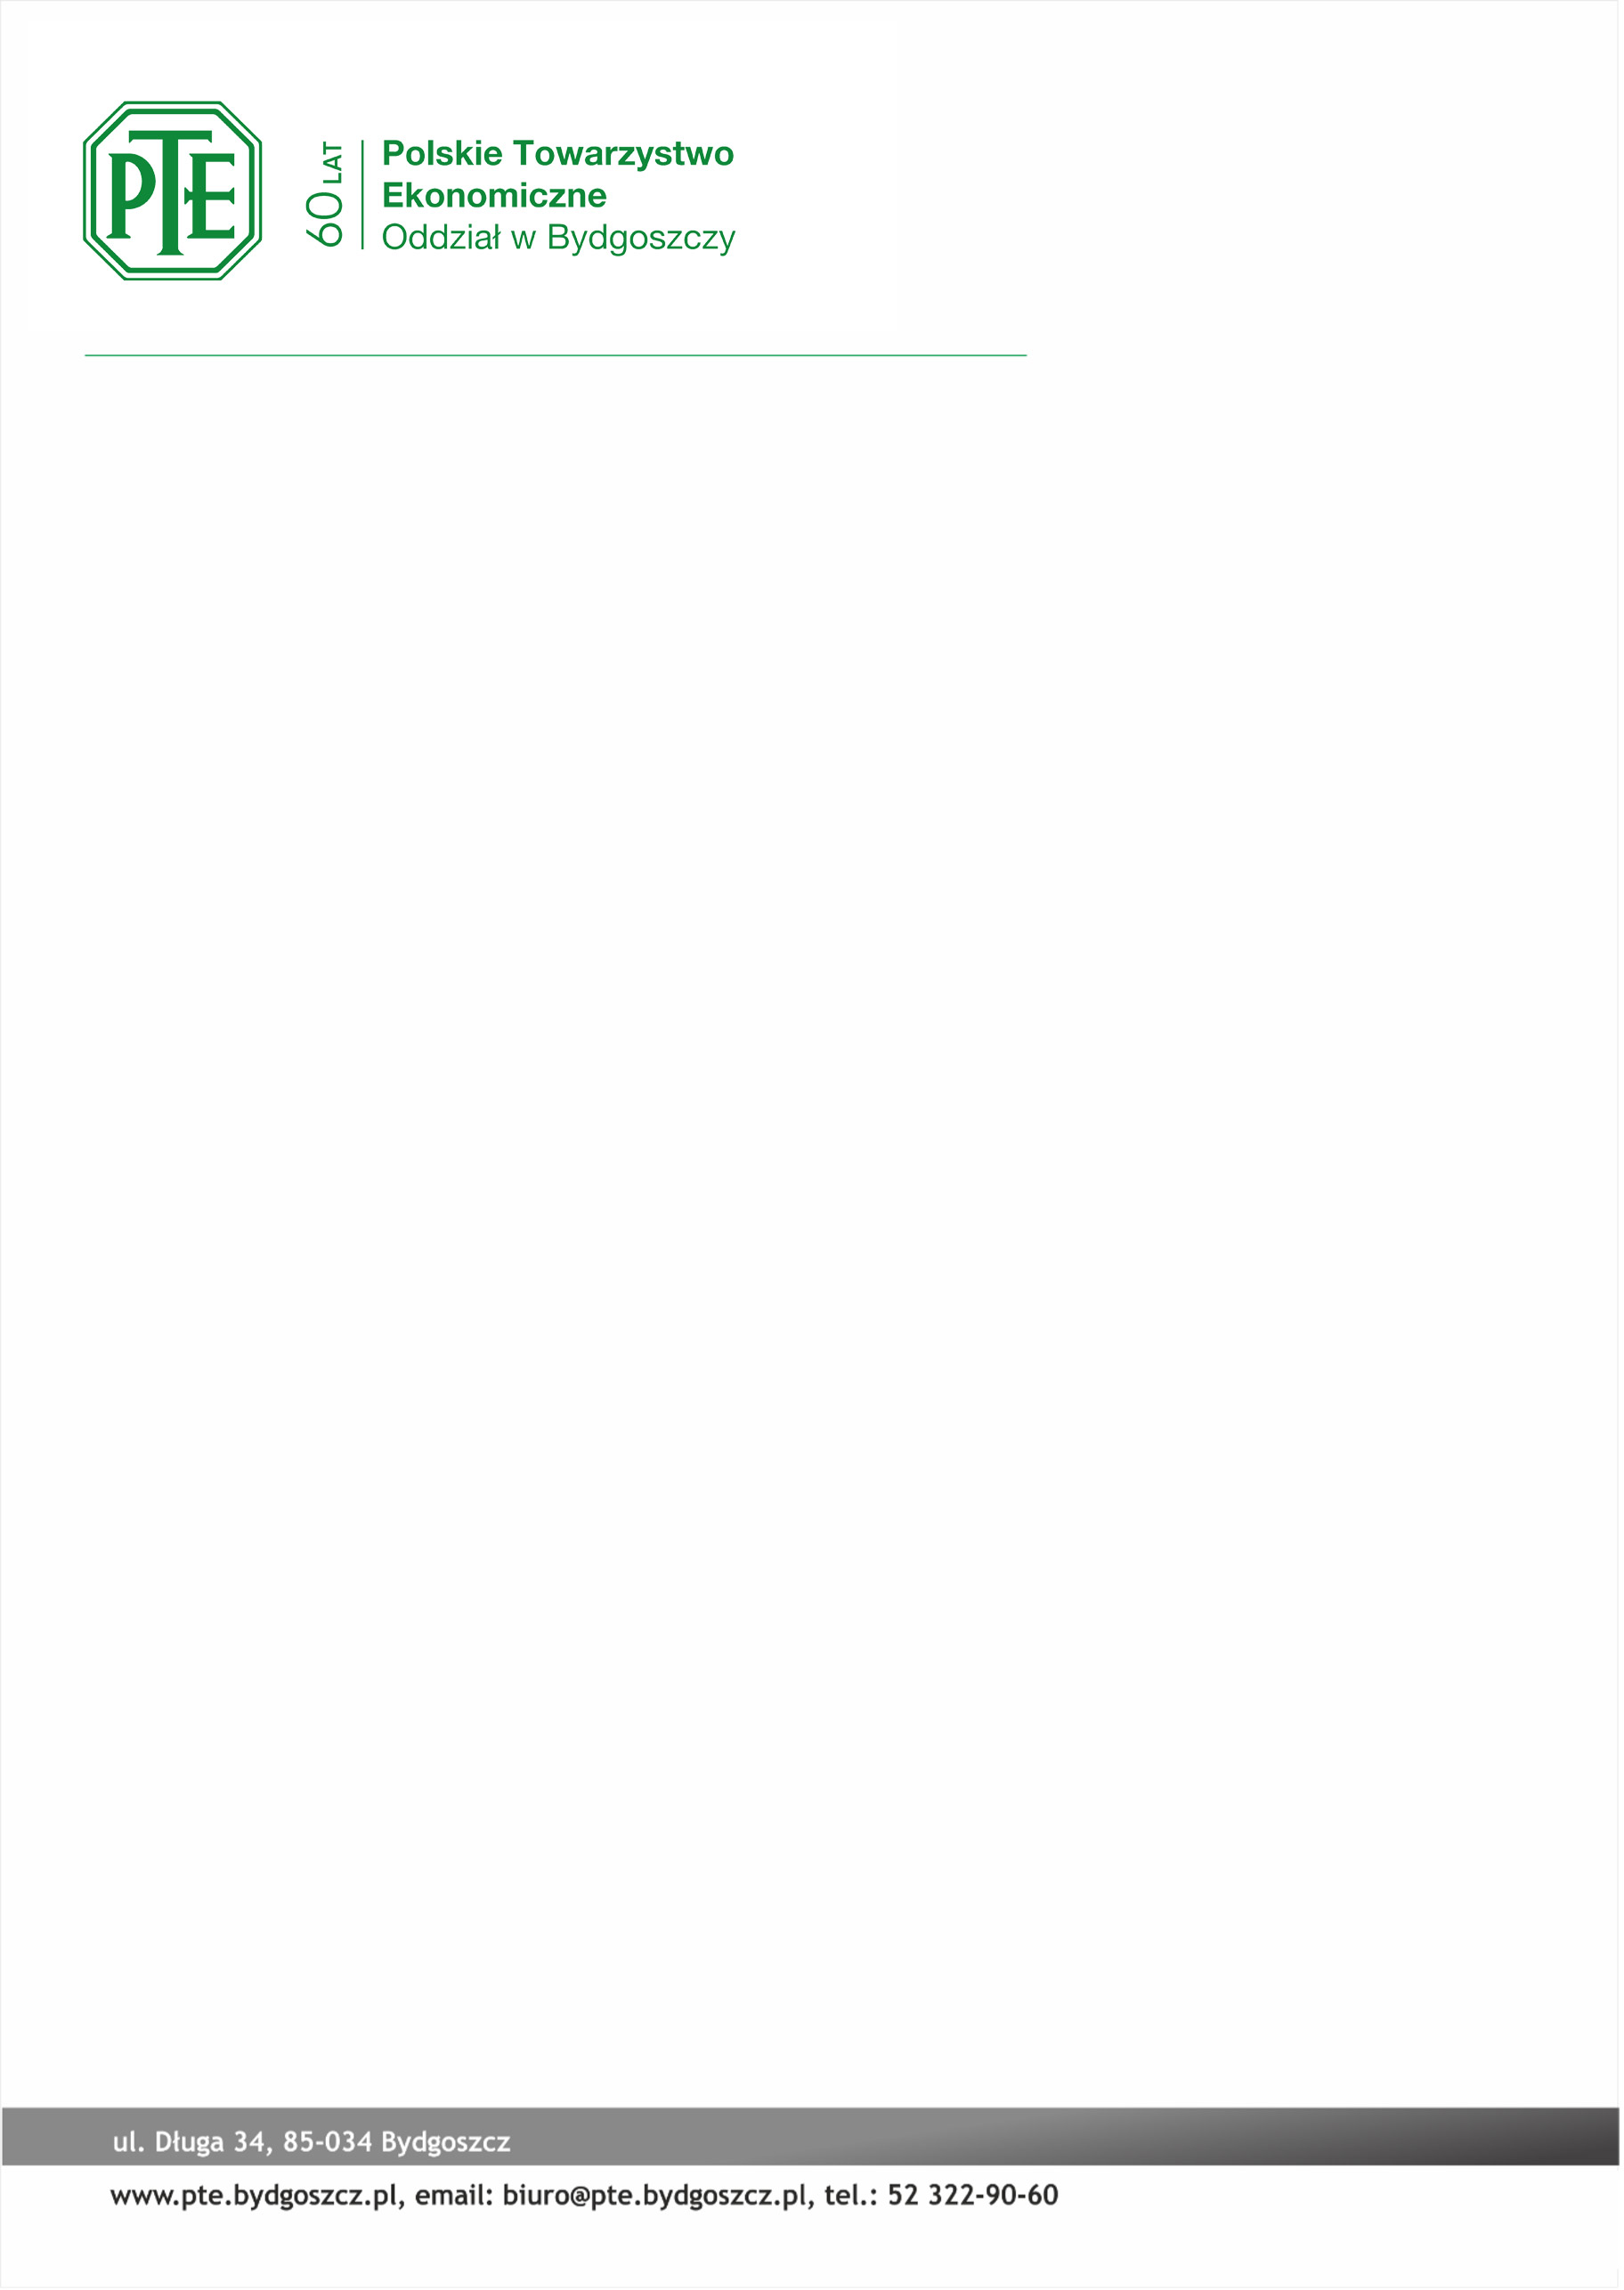 PTE
60 LAT
Polskie Towarzystwo
Ekonomiczne
Oddział w Bydgoszczy
ul. Długa 34, 85-034 Bydgoszcz
www.pte.bydgoszcz.pl, email: biuro@pte.bydgoszcz.pl, tel.: 52 322-90-60